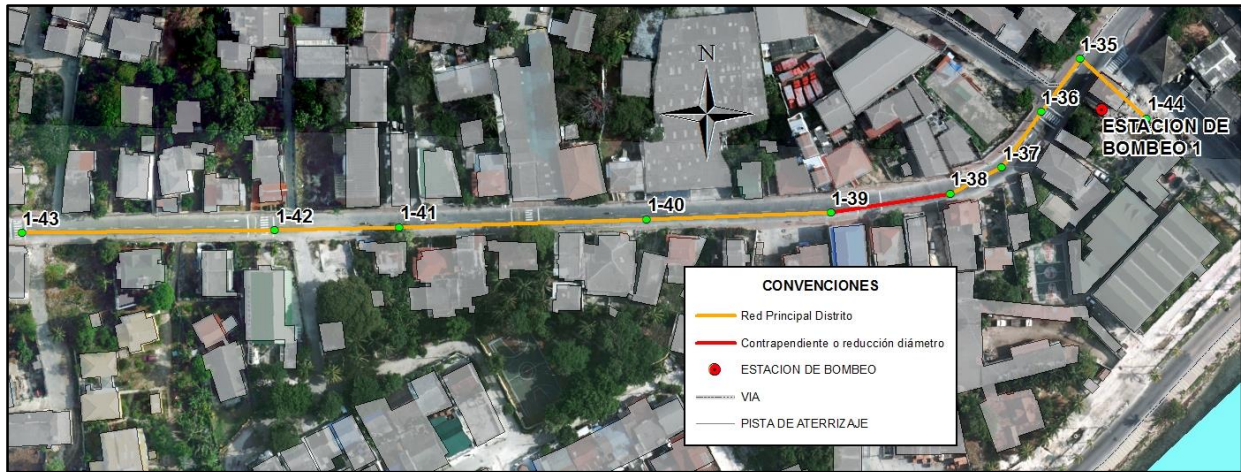 1-35
N
1-36
1-44
ESTACION DE
BOMBEO 1
1-37
1-38
1-39
1-40
1-41
1-42
1-43
CONVENCIONES
Red Principal Distrito
Contrapendiente o reducción diámetro
ESTACION DE BOMBEO
VIA
PISTA DE ATERRIZAJE